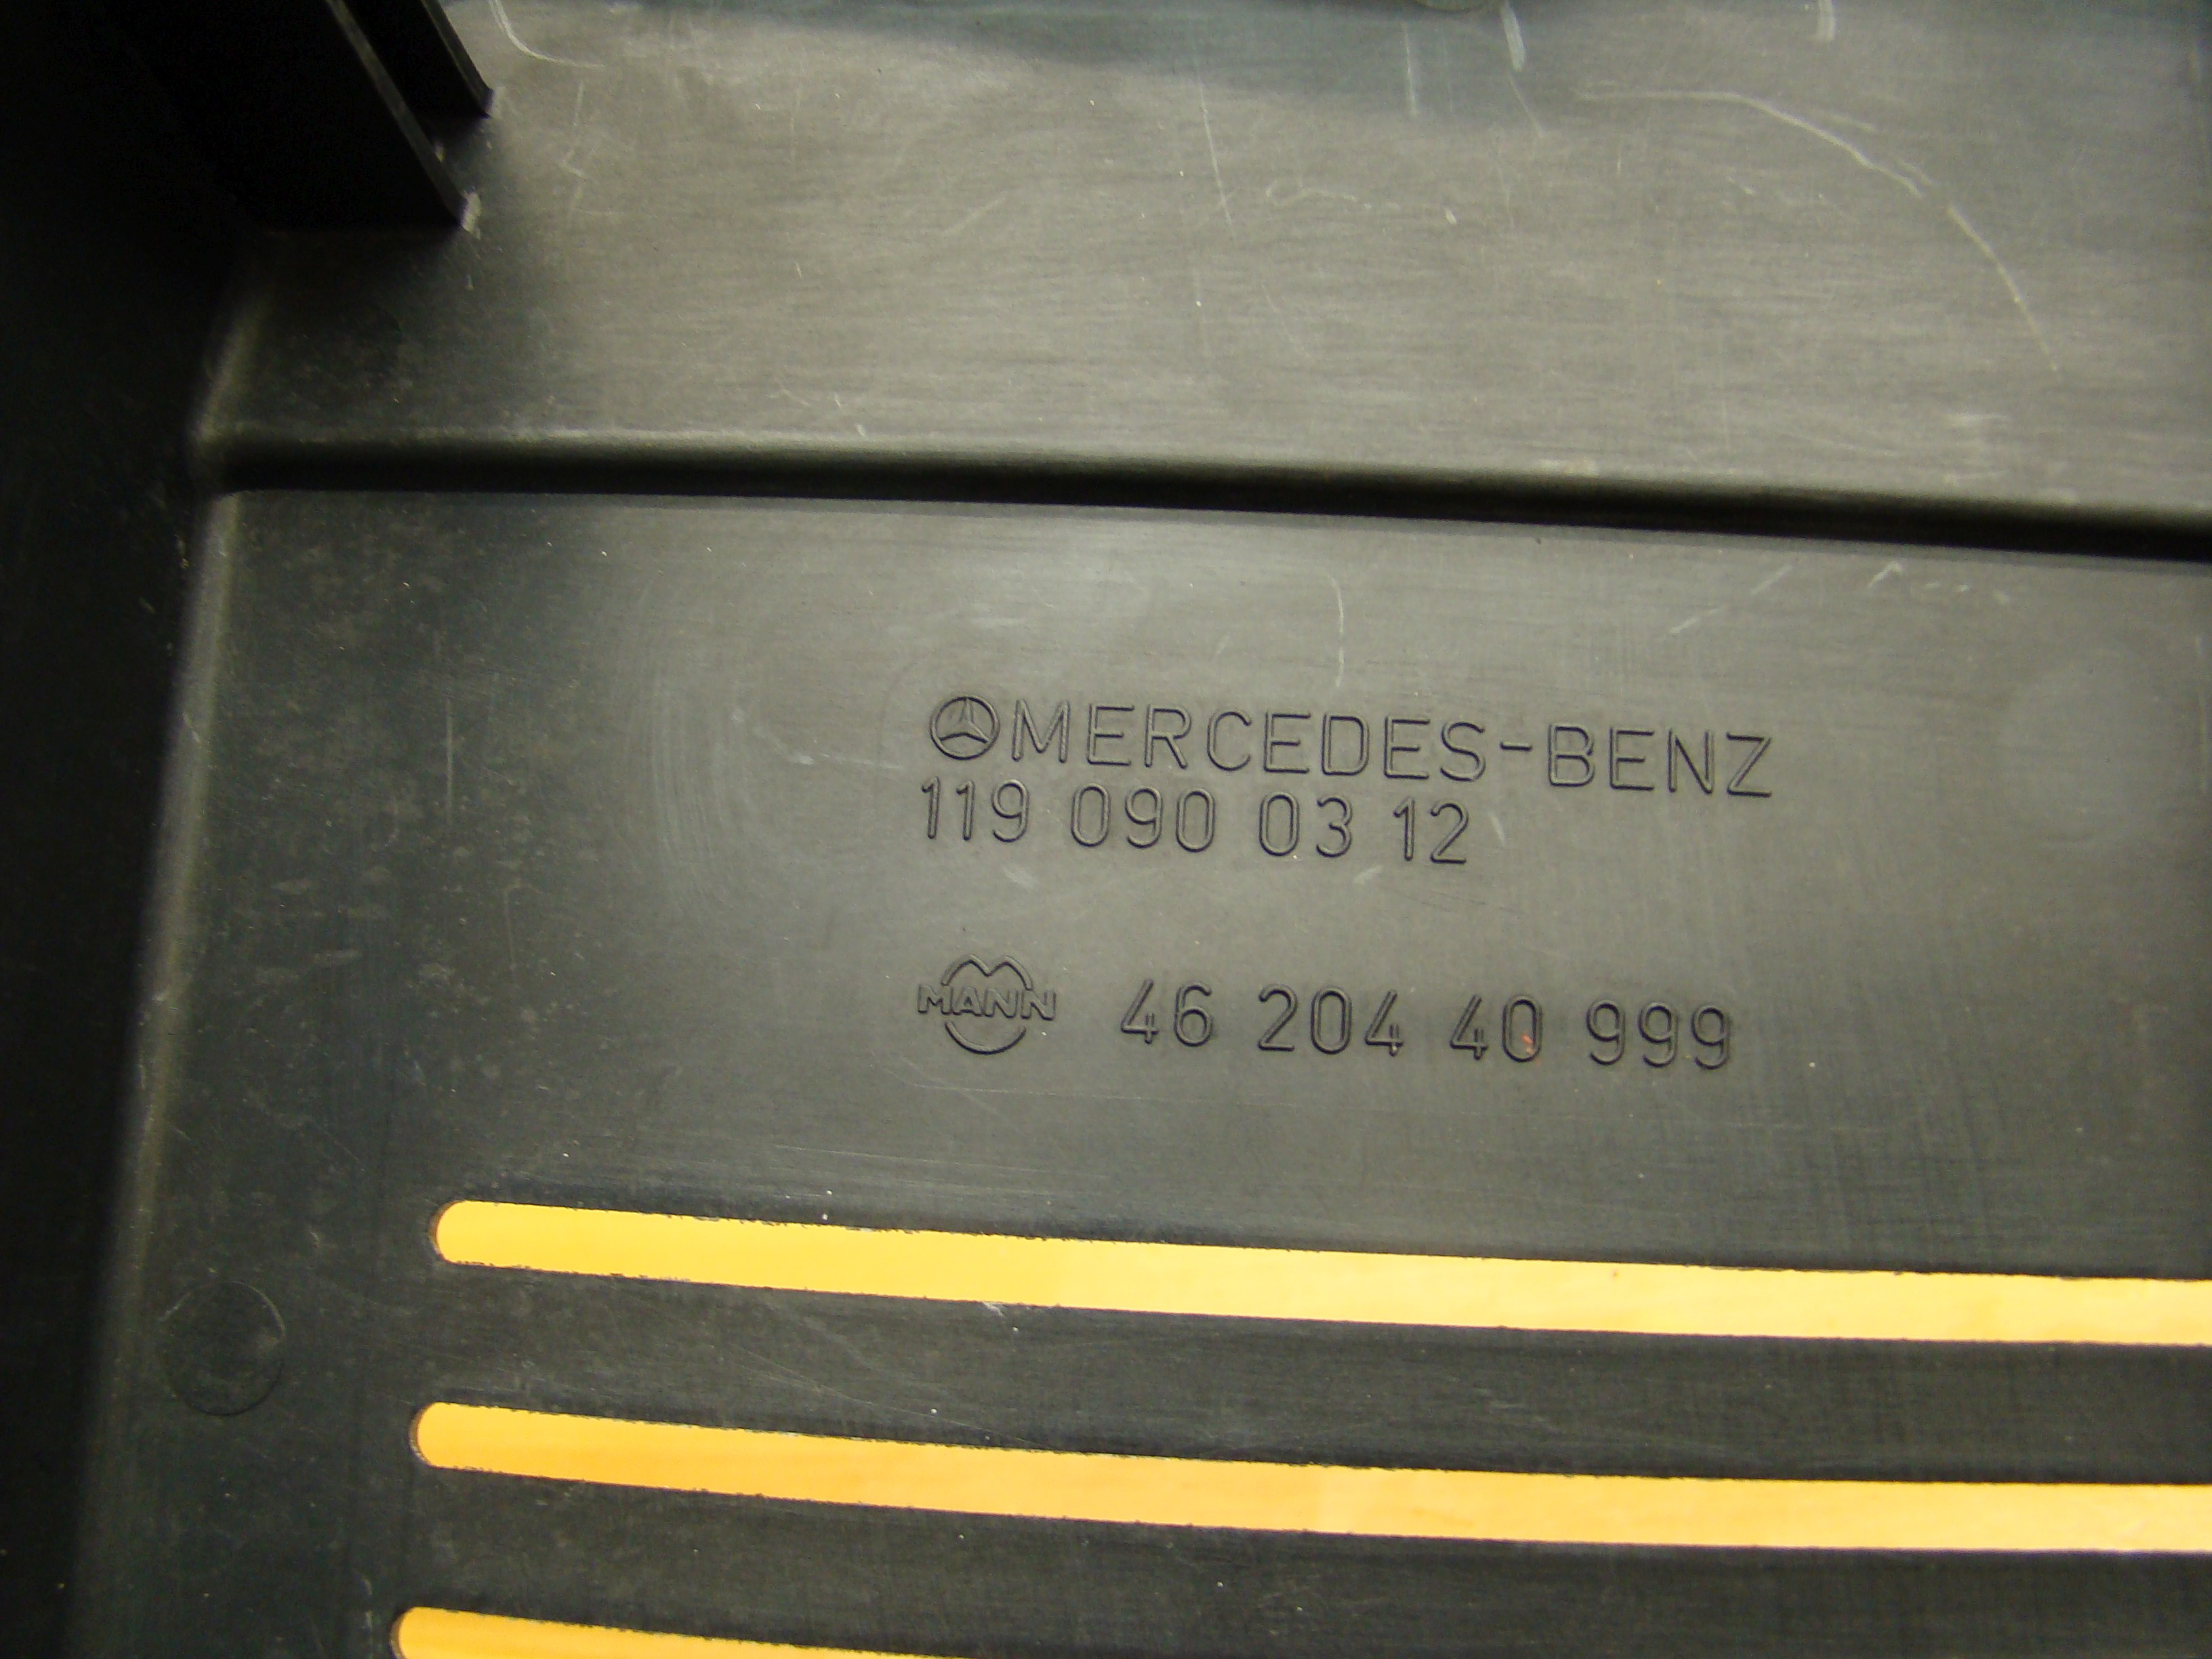 MERCEDES-BENZ
119 090 03 12
MANN 46 204 40 999